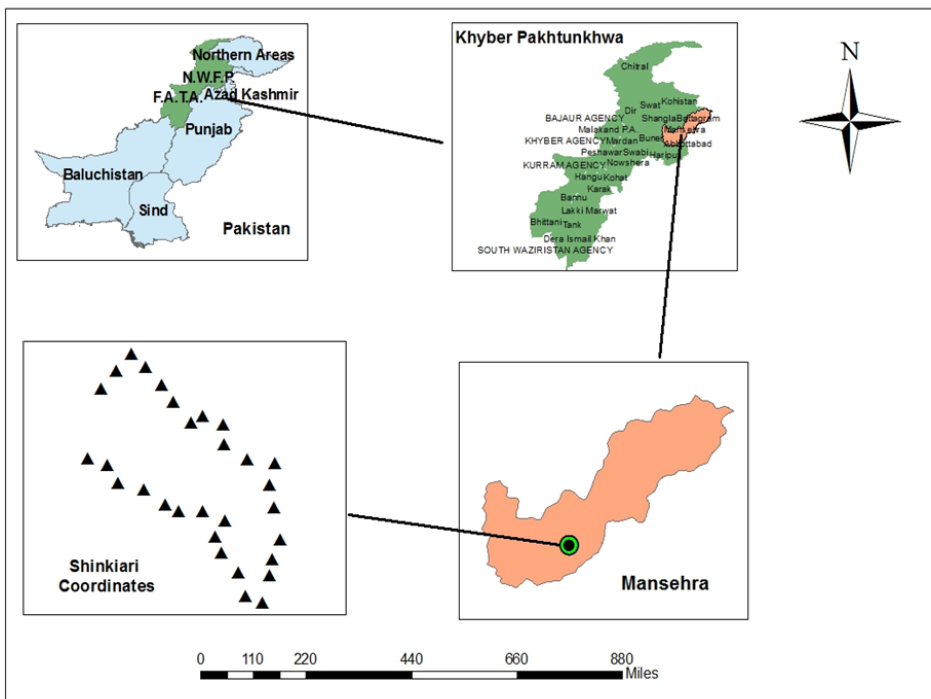 Northern Areas
N.W.F.P.
F.A.T.A.
Azad Kashmir
Punjab
Baluchistan
Sind
Pakistan
Khyber Pakhtunkhwa
Chitral
Kohistan
Swat
Dir
BAJAUR AGENCY
Shangla
Battagram
Malakand P.A.
Mansehra
KHYBER AGENCY
Mardan
Buner
Abbottabad
Peshawar
Swabi
Haripur
KURRAM AGENCY
Nowshera
Hangu
Kohat
Karak
Bannu
Lakki Marwat
Bhittani
Tank
Dera Ismail Khan
SOUTH WAZIRISTAN AGENCY
N
Shinkiari
Coordinates
Mansehra
0 110 220 440 660 880
Miles